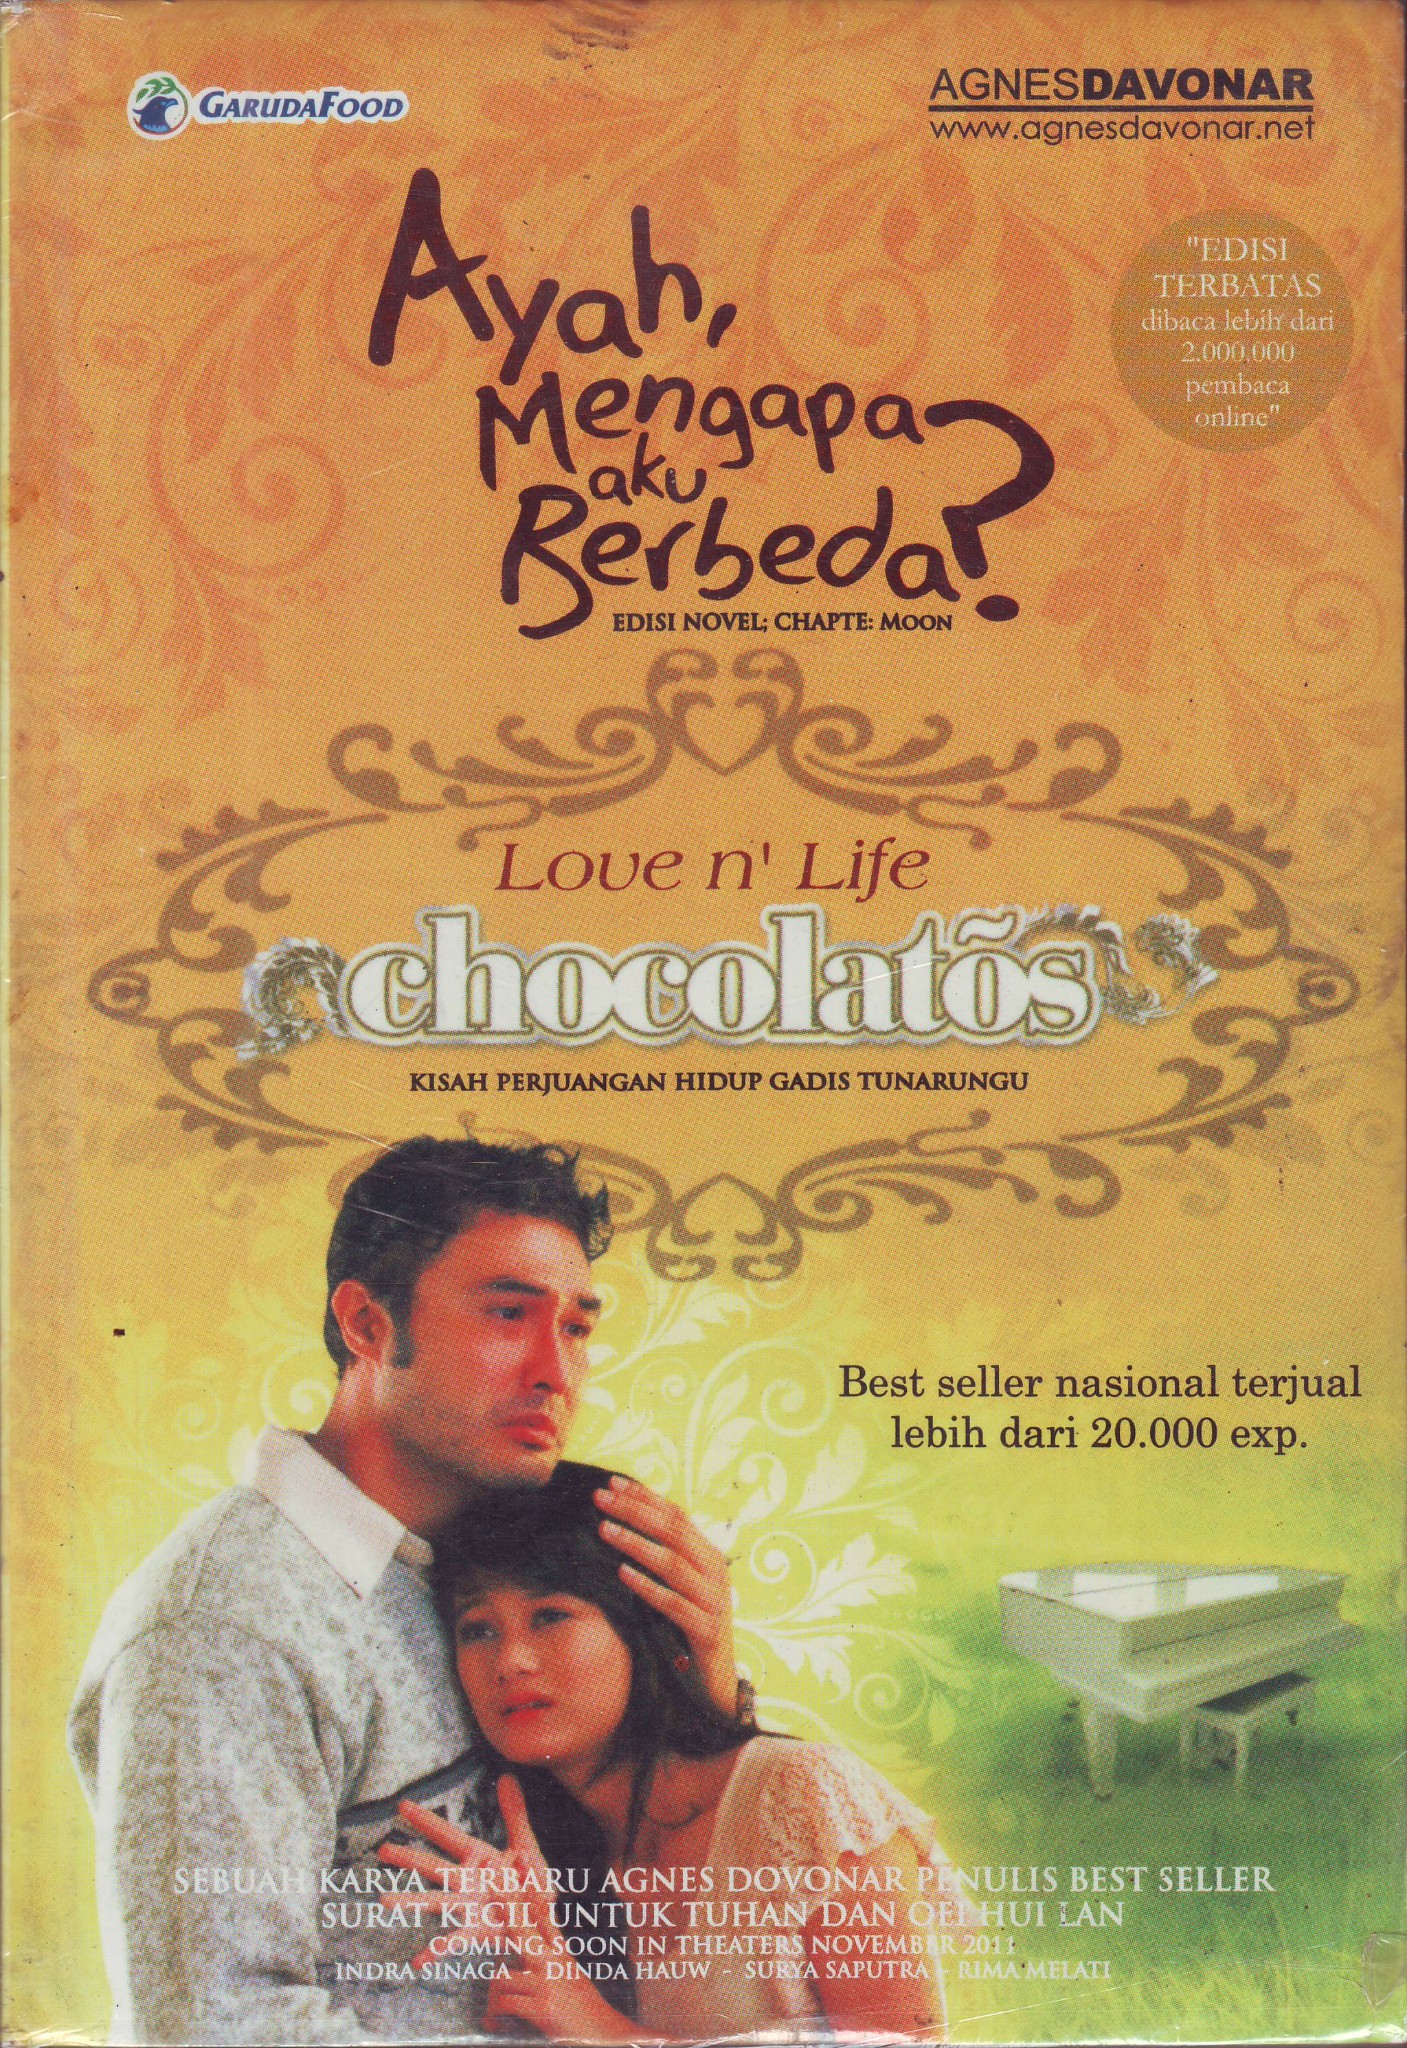 GARUDAFOOD
AGNESDAVONAR
www.agnesdavonar.net
Ayah,
Mengapa
aku
Berbeda?
EDISI NOVEL; CHAPTE: MOON
"EDISI
TERBATAS
dibaca lebih dari
2.000.000
pembaca
online"
Love n' Life
chocolatõs
KISAH PERJUANGAN HIDUP GADIS TUNARUNGU
Best seller nasional terjual
lebih dari 20.000 exp.
SEBUAH KARYA TERBARU AGNES DOVONAR PENULIS BEST SELLER
SURAT KECIL UNTUK TUHAN DAN OEI HUI LAN
COMING SOON IN THEATERS NOVEMBER 2011
INDRA SINAGA - DINDA HAUW - SURYA SAPUTRA - RIMA MELATI